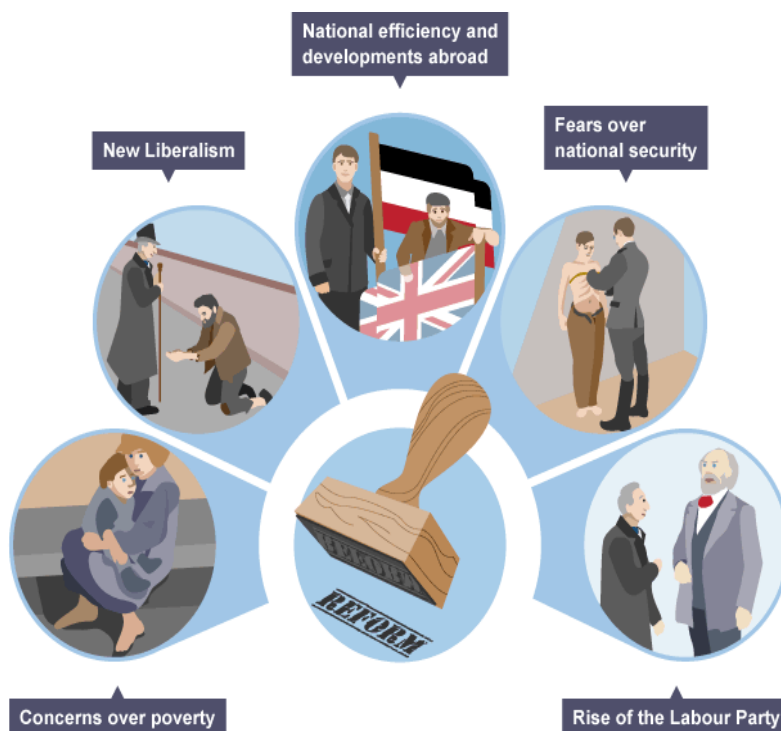 National efficiency and
developments abroad
New Liberalism
Fears over
national security
REFORM
Concerns over poverty
Rise of the Labour Party